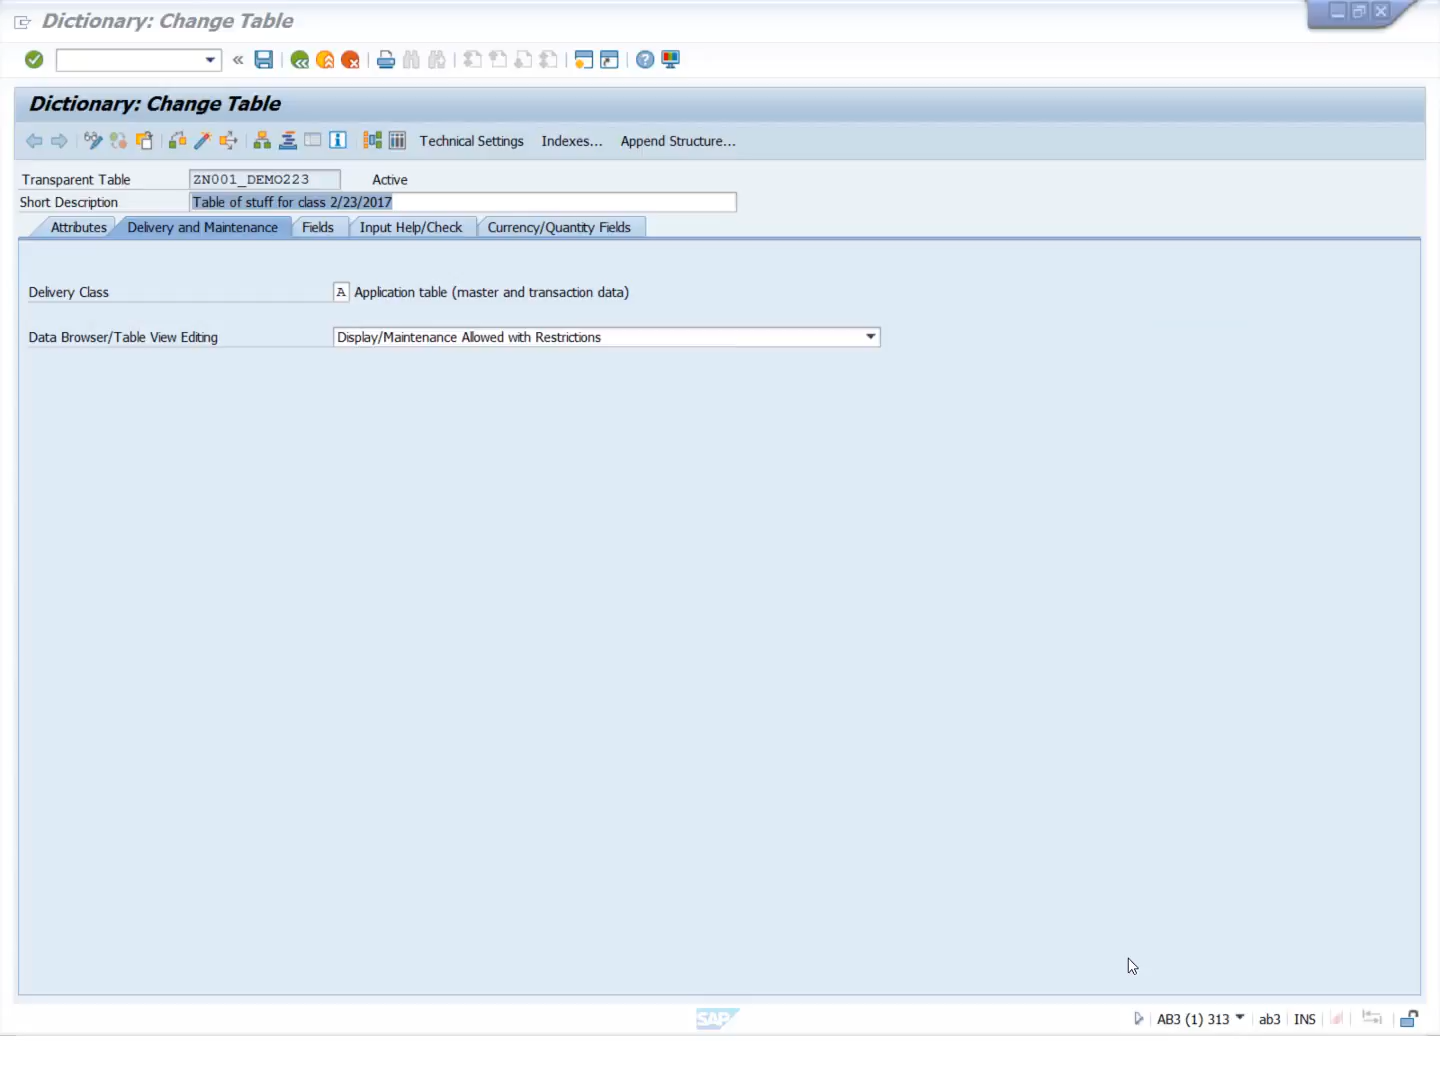 Dictionary: Change Table
Dictionary: Change Table
Technical Settings Indexes... Append Structure...
Transparent Table ZN001_DEMO223 Active
Short Description Table of stuff for class 2/23/2017
Attributes Delivery and Maintenance Fields Input Help/Check Currency/Quantity Fields
Delivery Class A Application table (master and transaction data)
Data Browser/Table View Editing Display/Maintenance Allowed with Restrictions
SAP AB3 (1) 313 ab3 INS